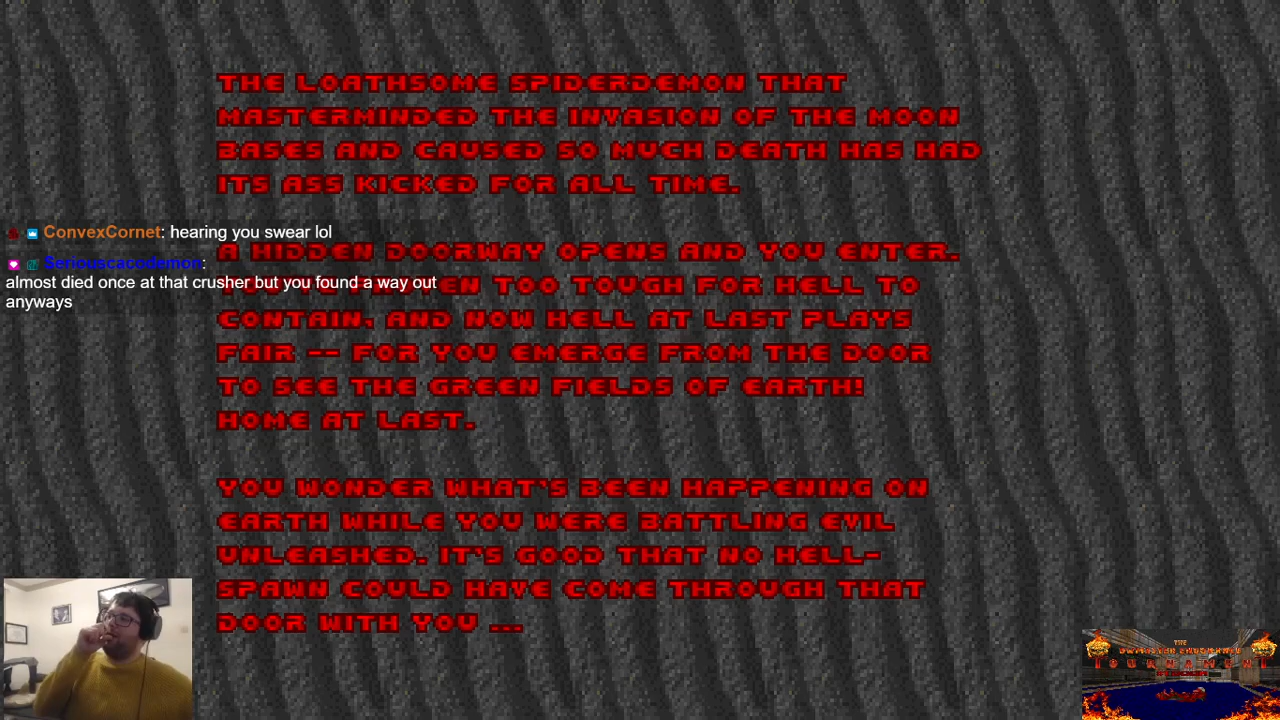 THE LOATHSOME SPIDERDEMON THAT
MASTERMINDED THE INVASION OF THE MOON
BASES AND CAUSED SO MUCH DEATH HAS HAD
ITS ASS KICKED FOR ALL TIME.
ConvexCornet: hearing you swear lol
A HIDDEN DOORWAY OPENS AND YOU ENTER.
Seriouscacodemon:
almost died once at that crusher but you found a way out
anyways
TOO TOUGH FOR HELL TO
CONTAIN, AND NOW HELL AT LAST PLAYS
FAIR -- FOR YOU EMERGE FROM THE DOOR
TO SEE THE GREEN FIELDS OF EARTH!
HOME AT LAST.
YOU WONDER WHAT'S BEEN HAPPENING ON
EARTH WHILE YOU WERE BATTLING EVIL
UNLEASHED. IT'S GOOD THAT NO HELL-
SPAWN COULD HAVE COME THROUGH THAT
DOOR WITH YOU ...
THE
TOURNAMENT